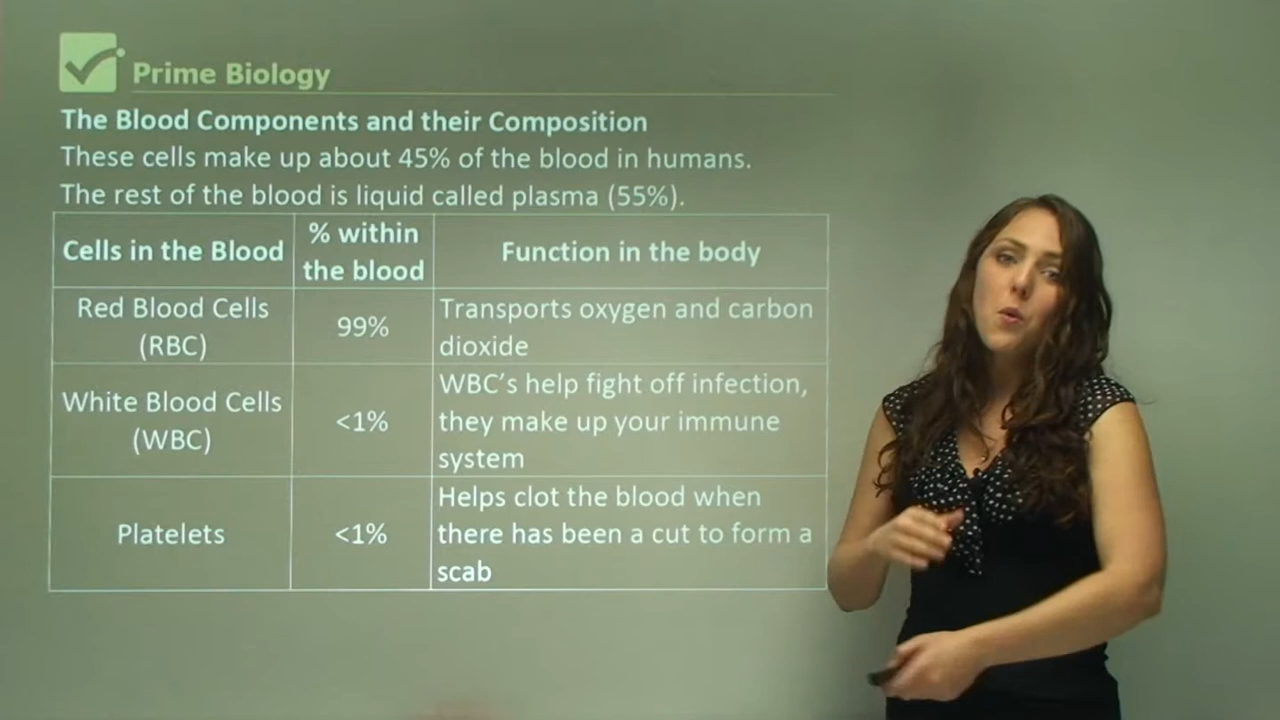 Prime Biology
The Blood Components and their Composition
These cells make up about 45% of the blood in humans.
The rest of the blood is liquid called plasma (55%).
Cells in the Blood
% within
the blood
Function in the body
Red Blood Cells
(RBC)
99%
Transports oxygen and carbon
dioxide
White Blood Cells
(WBC)
<1%
WBC’s help fight off infection,
they make up your immune
system
Platelets
<1%
Helps clot the blood when
there has been a cut to form a
scab